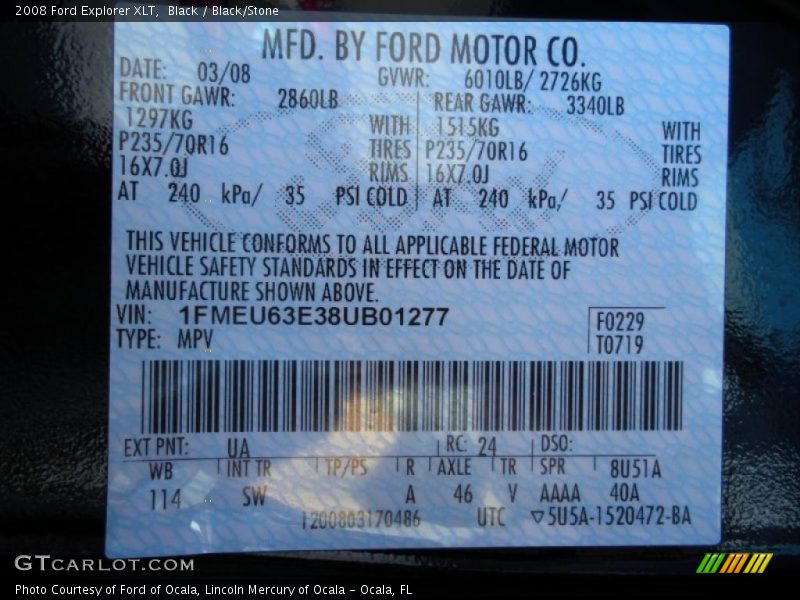 2008 Ford Explorer XLT,  Black / Black/Stone
MFD. BY FORD MOTOR CO.
DATE: 03/08 GVWR: 6010LB/ 2726KG
FRONT GAWR: 2860LB REAR GAWR: 3340LB
1297KG WITH 1515KG WITH
P235/70R16 TIRES P235/70R16 TIRES
16X7.0J RIMS 16X7.0J RIMS
AT 240 kPa/ 35 PSI COLD AT 240 kPa/ 35 PSI COLD
THIS VEHICLE CONFORMS TO ALL APPLICABLE FEDERAL MOTOR
VEHICLE SAFETY STANDARDS IN EFFECT ON THE DATE OF
MANUFACTURE SHOWN ABOVE.
VIN: 1FMEU63E38UB01277 F0229
TYPE: MPV T0719
EXT PNT: UA RC: 24 DSO:
WB INT TR TP/PS R AXLE TR SPR 8U51A
114 SW A 46 V AAAA 40A
1200803170486 UTC ▽5U5A-1520472-BA
GTCARLOT.COM
Photo Courtesy of Ford of Ocala, Lincoln Mercury of Ocala – Ocala, FL